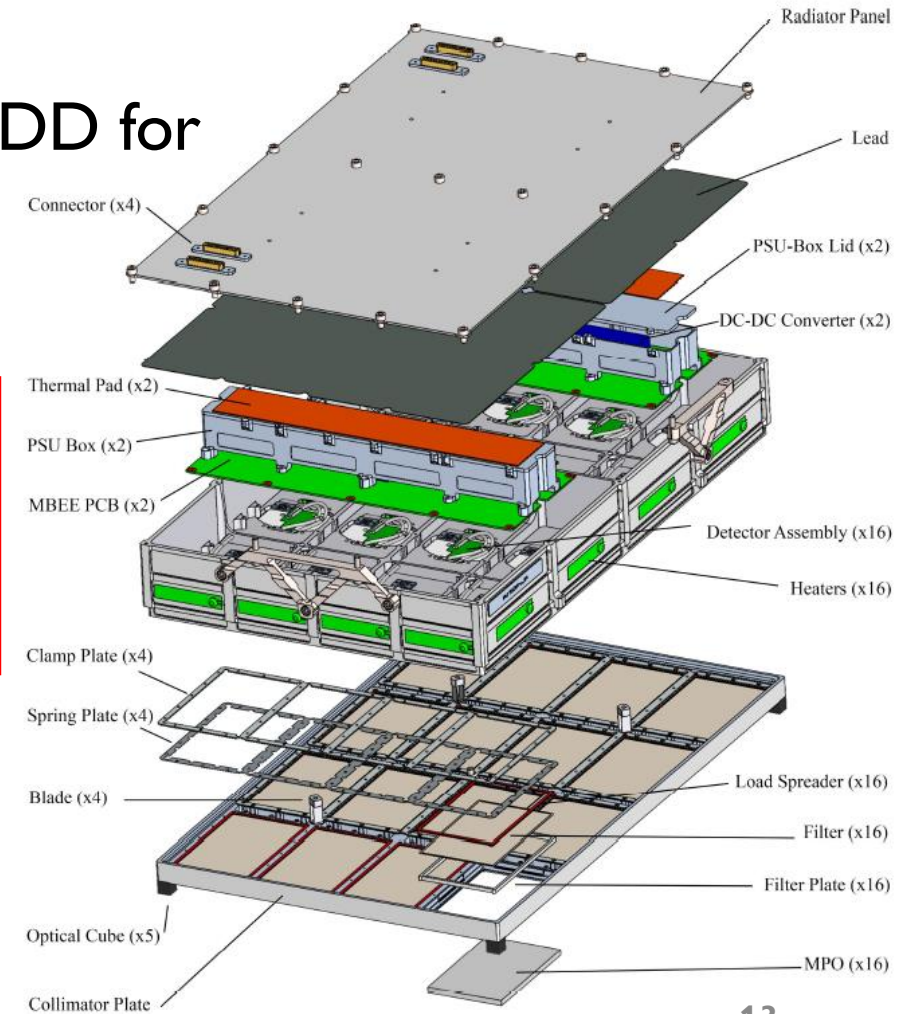 DD for
Radiator Panel
Lead
Connector (x4)
PSU-Box Lid (x2)
DC-DC Converter (x2)
Thermal Pad (x2)
PSU Box (x2)
MBEE PCB (x2)
Detector Assembly (x16)
Heaters (x16)
Clamp Plate (x4)
Spring Plate (x4)
Blade (x4)
Load Spreader (x16)
Filter (x16)
Filter Plate (x16)
Optical Cube (x5)
MPO (x16)
Collimator Plate